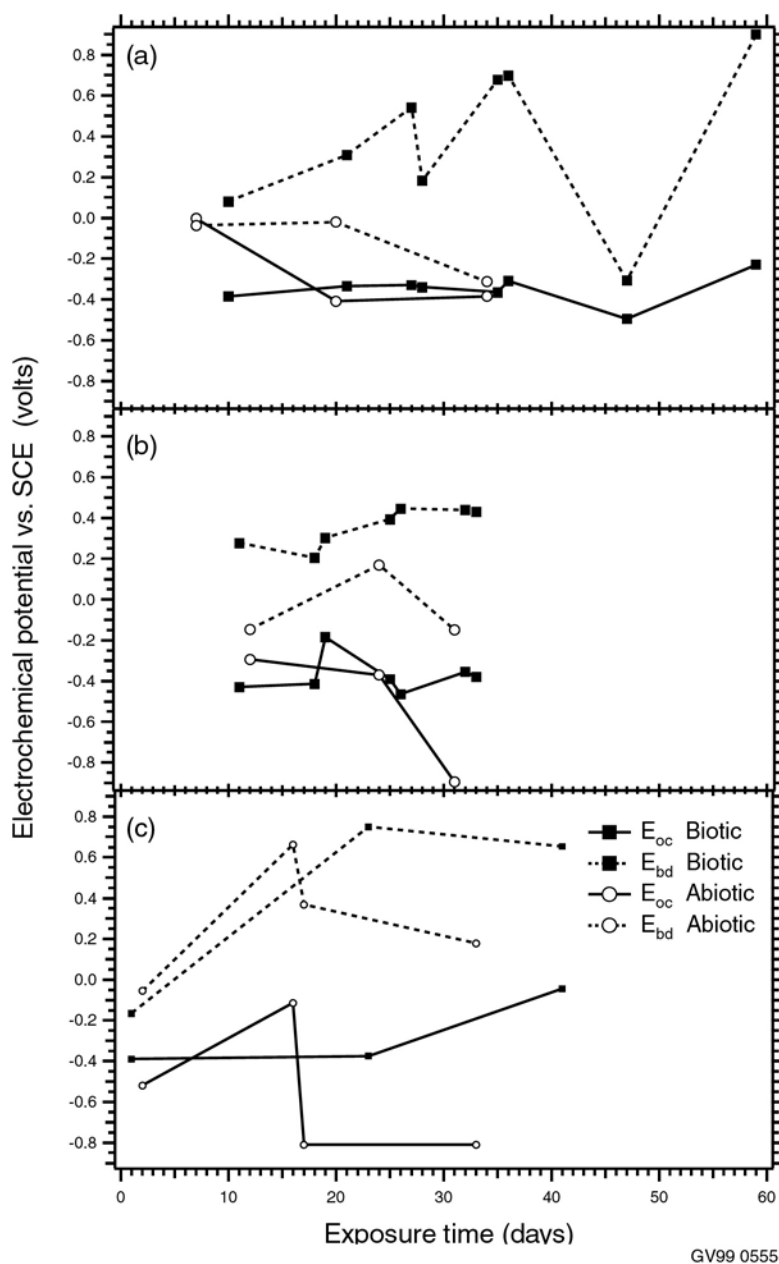 (a)
0.8
0.6
0.4
0.2
0.0
-0.2
-0.4
-0.6
-0.8
(b)
0.8
0.6
0.4
0.2
0.0
-0.2
-0.4
-0.6
-0.8
(c)
0.8
0.6
0.4
0.2
0.0
-0.2
-0.4
-0.6
-0.8
Eoc Biotic
Ebd Biotic
Eoc Abiotic
Ebd Abiotic
Electrochemical potential vs. SCE (volts)
0 10 20 30 40 50 60
Exposure time (days)
GV99 0555